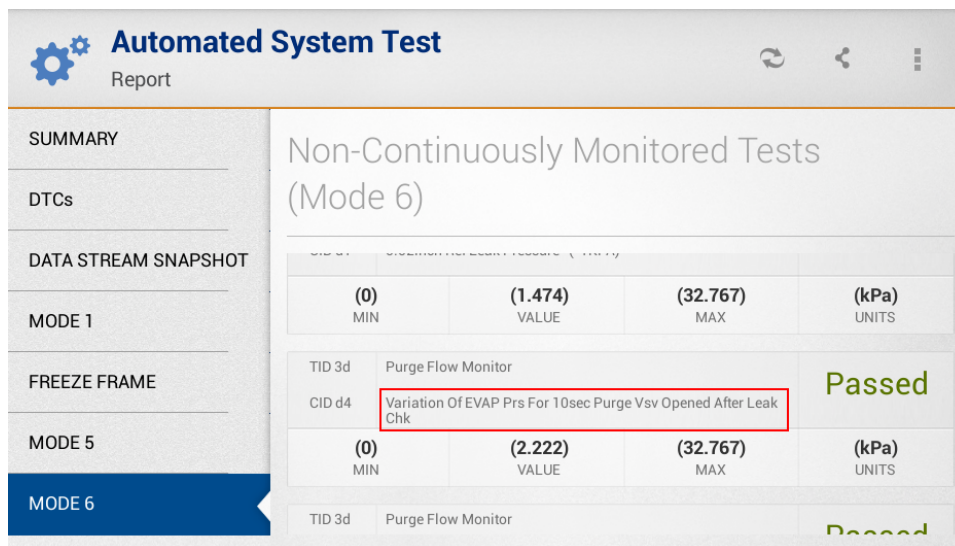 Automated System Test
Report
SUMMARY
DTCs
DATA STREAM SNAPSHOT
MODE 1
FREEZE FRAME
MODE 5
MODE 6
Non-Continuously Monitored Tests
(Mode 6)
(0) (1.474) (32.767) (kPa)
MIN VALUE MAX UNITS
TID 3d Purge Flow Monitor
Passed
CID d4 Variation Of EVAP Prs For 10sec Purge Vsv Opened After Leak
Chk
(0) (2.222) (32.767) (kPa)
MIN VALUE MAX UNITS
TID 3d Purge Flow Monitor
Passed